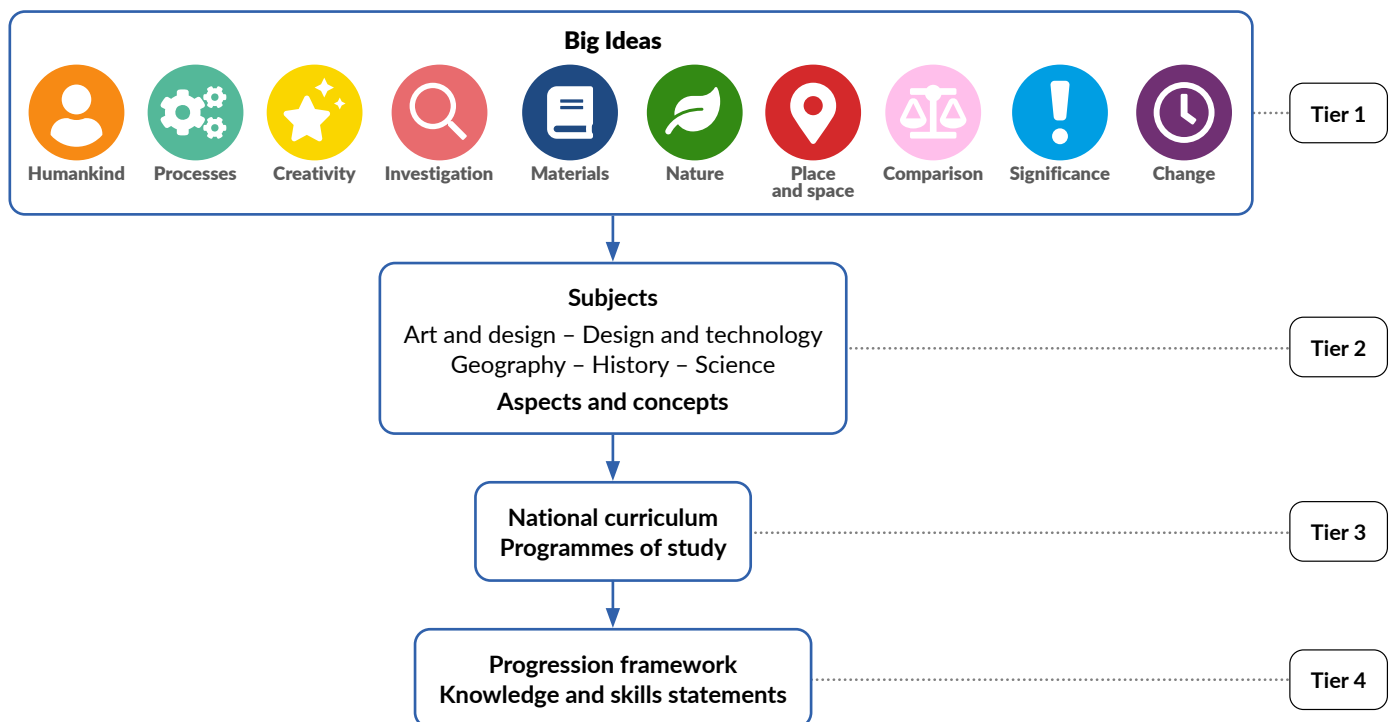 Big Ideas
Humankind
Processes
Creativity
Investigation
Materials
Nature
Place
and space
Comparison
Significance
Change
Tier 1
Subjects
Art and design – Design and technology
Geography – History – Science
Aspects and concepts
Tier 2
National curriculum
Programmes of study
Tier 3
Progression framework
Knowledge and skills statements
Tier 4